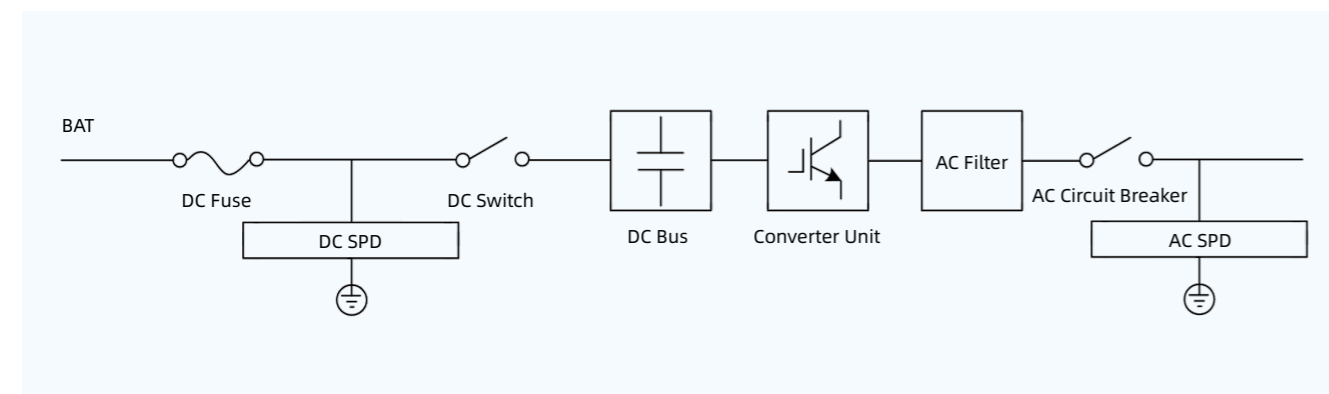 BAT
DC Fuse
DC SPD
DC Switch
DC Bus
Converter Unit
AC Filter
AC Circuit Breaker
AC SPD